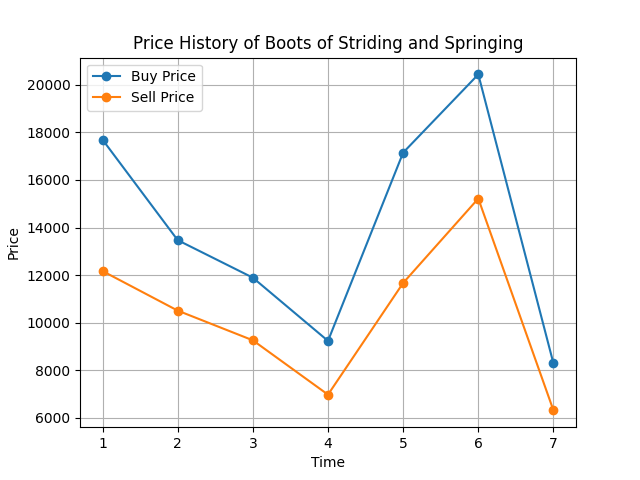 Price History of Boots of Striding and Springing
Buy Price
Sell Price
20000
18000
16000
14000
12000
10000
8000
6000
Price
1 2 3 4 5 6 7
Time